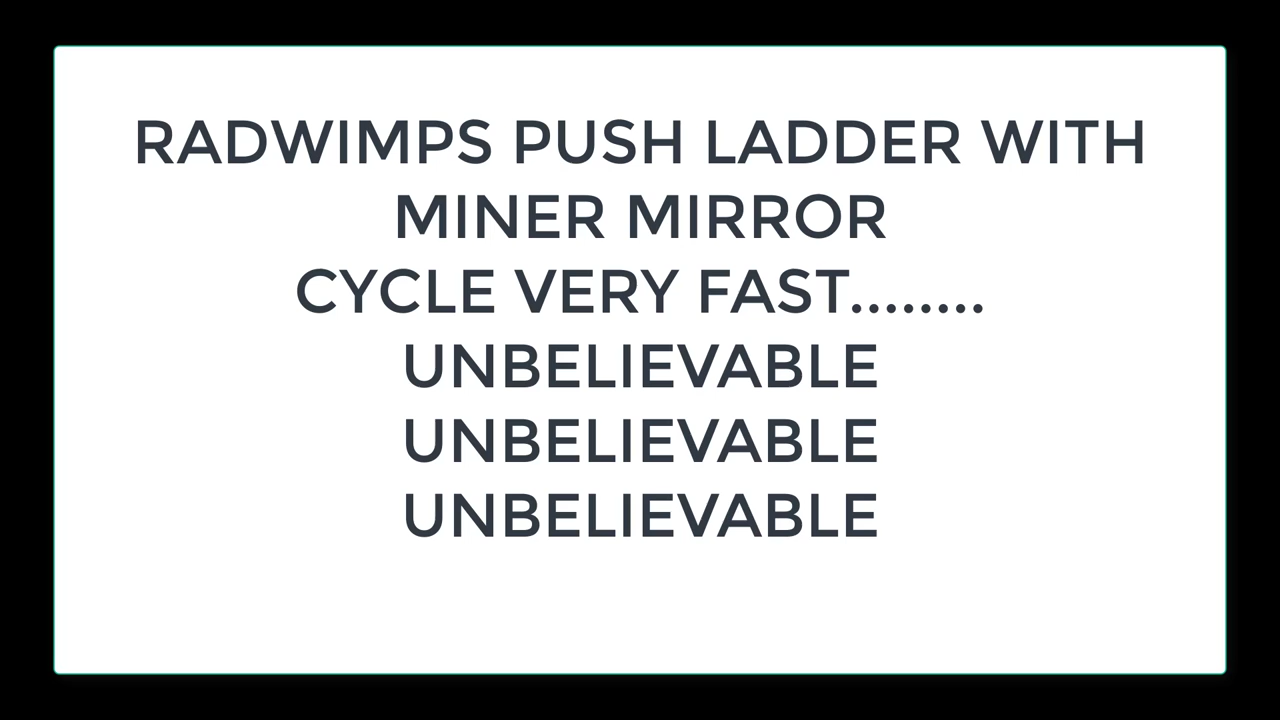 RADWIMPS PUSH LADDER WITH
MINER MIRROR
CYCLE VERY FAST........
UNBELIEVABLE
UNBELIEVABLE
UNBELIEVABLE